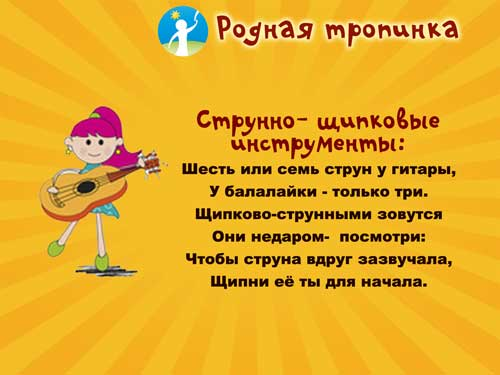 Родная тропинка
Струнно- щипковые
инструменты:
Шесть или семь струн у гитары,
У балалайки - только три.
Щипково-струнными зовутся
Они недаром- посмотри:
Чтобы струна вдруг зазвучала,
Щипни её ты для начала.